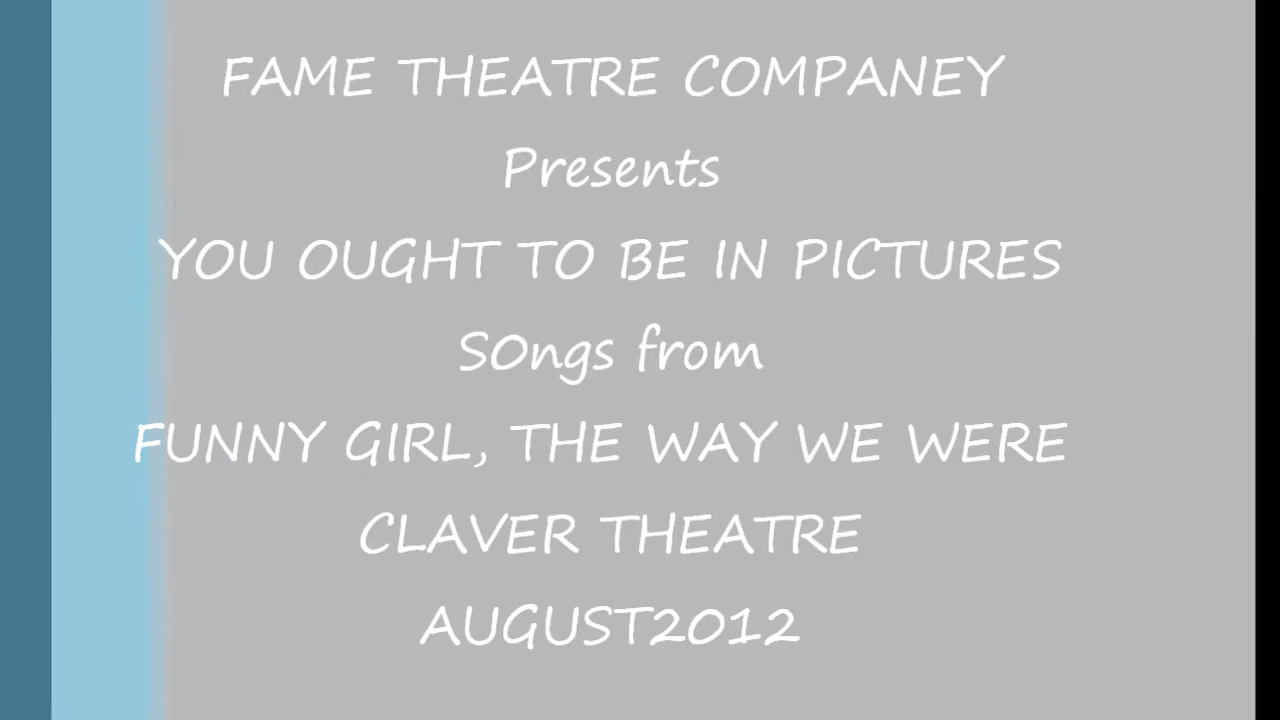 FAME THEATRE COMPANEY
Presents
YOU OUGHT TO BE IN PICTURES
SOngs from
FUNNY GIRL, THE WAY WE WERE
CLAVER THEATRE
AUGUST2012